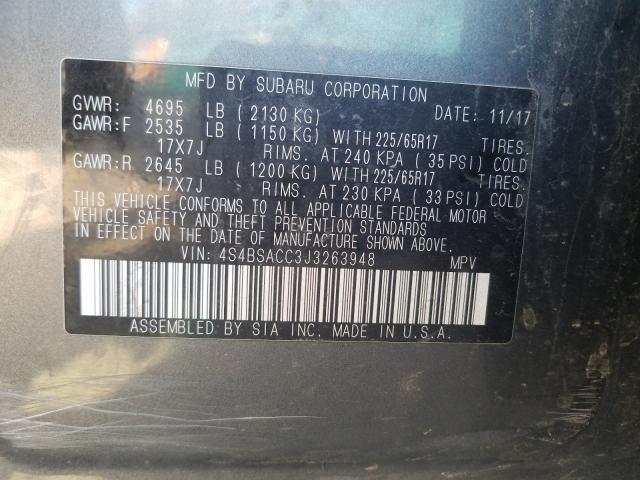 MFD BY SUBARU CORPORATION
GVWR: 4695 LB ( 2130 KG) DATE: 11/17
GAWR:F 2535 LB ( 1150 KG) WITH 225/65R17 TIRES.
17X7J RIMS. AT 240 KPA ( 35 PSI) COLD
GAWR:R 2645 LB ( 1200 KG) WITH 225/65R17 TIRES.
17X7J RIMS. AT 230 KPA ( 33 PSI) COLD
THIS VEHICLE CONFORMS TO ALL APPLICABLE FEDERAL MOTOR
VEHICLE SAFETY AND THEFT PREVENTION STANDARDS
IN EFFECT ON THE DATE OF MANUFACTURE SHOWN ABOVE.
VIN: 4S4BSACC3J3263948 MPV
ASSEMBLED BY SIA INC. MADE IN U.S.A.